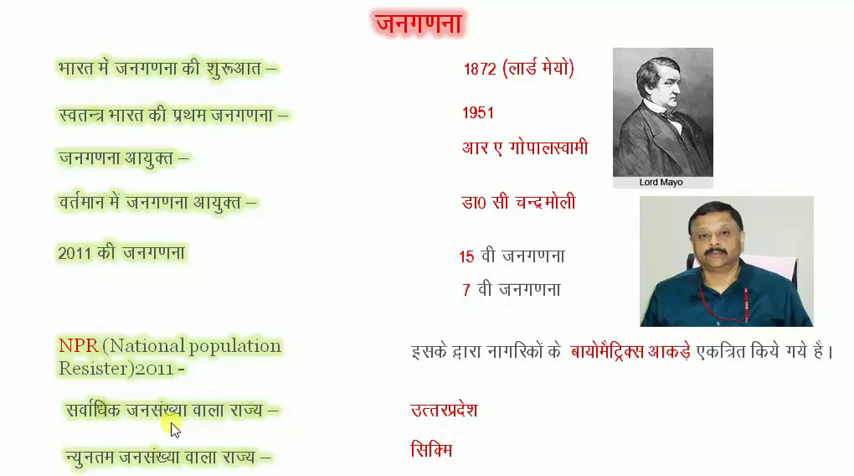 जनगणना
भारत में जनगणना की शुरूआत – 1872 (लार्ड मेयो)
स्वतन्त्र भारत की प्रथम जनगणना – 1951
जनगणना आयुक्त – आर ए गोपालस्वामी
Lord Mayo
वर्तमान में जनगणना आयुक्त – डा0 सी चन्द्रमोली
2011 की जनगणना 15 वी जनगणना
7 वी जनगणना
NPR (National population
Resister)2011 - इसके द्वारा नागरिकों के बायोमैट्रिक्स आकड़े एकत्रित किये गये है।
सर्वाधिक जनसंख्या वाला राज्य – उत्तरप्रदेश
न्युनतम जनसंख्या वाला राज्य – सिक्मि